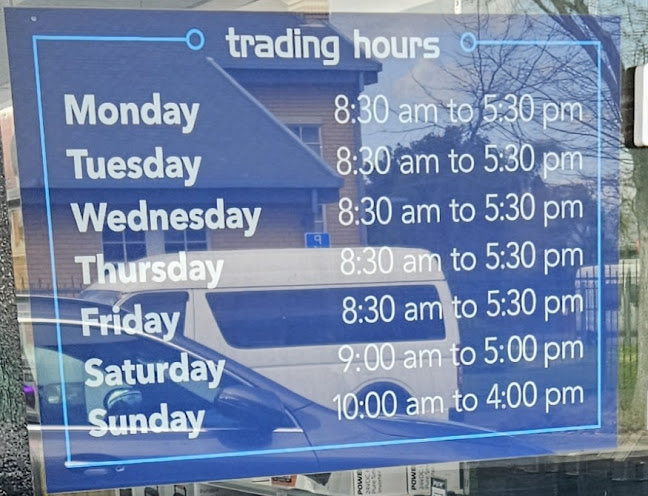 trading hours
Monday 8:30 am to 5:30 pm
Tuesday 8:30 am to 5:30 pm
Wednesday 8:30 am to 5:30 pm
Thursday 8:30 am to 5:30 pm
Friday 8:30 am to 5:30 pm
Saturday 9:00 am to 5:00 pm
Sunday 10:00 am to 4:00 pm